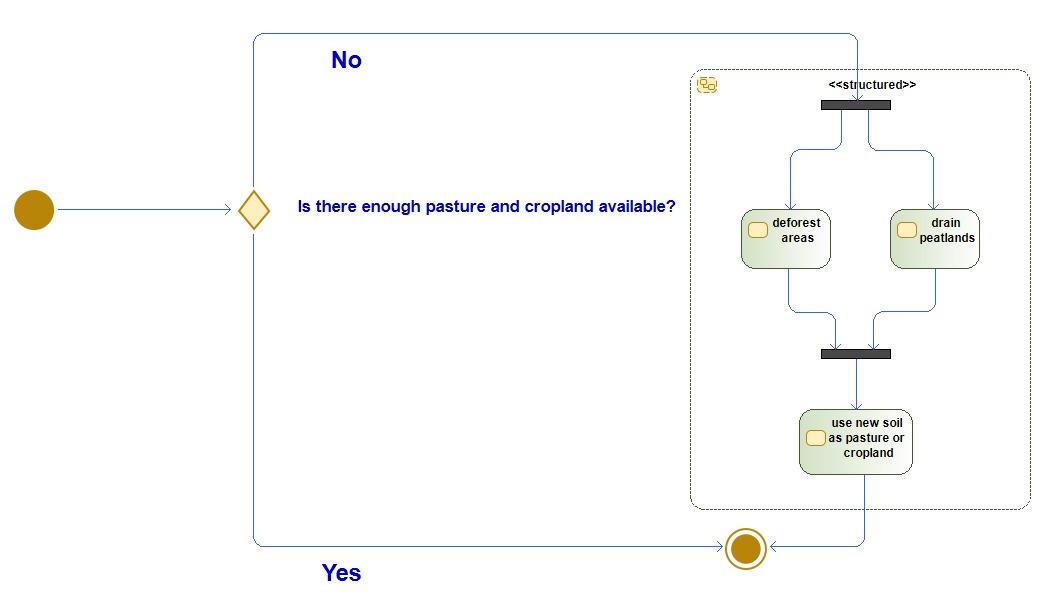 No
<<structured>>
Is there enough pasture and cropland available?
deforest
areas
drain
peatlands
use new soil
as pasture or
cropland
Yes